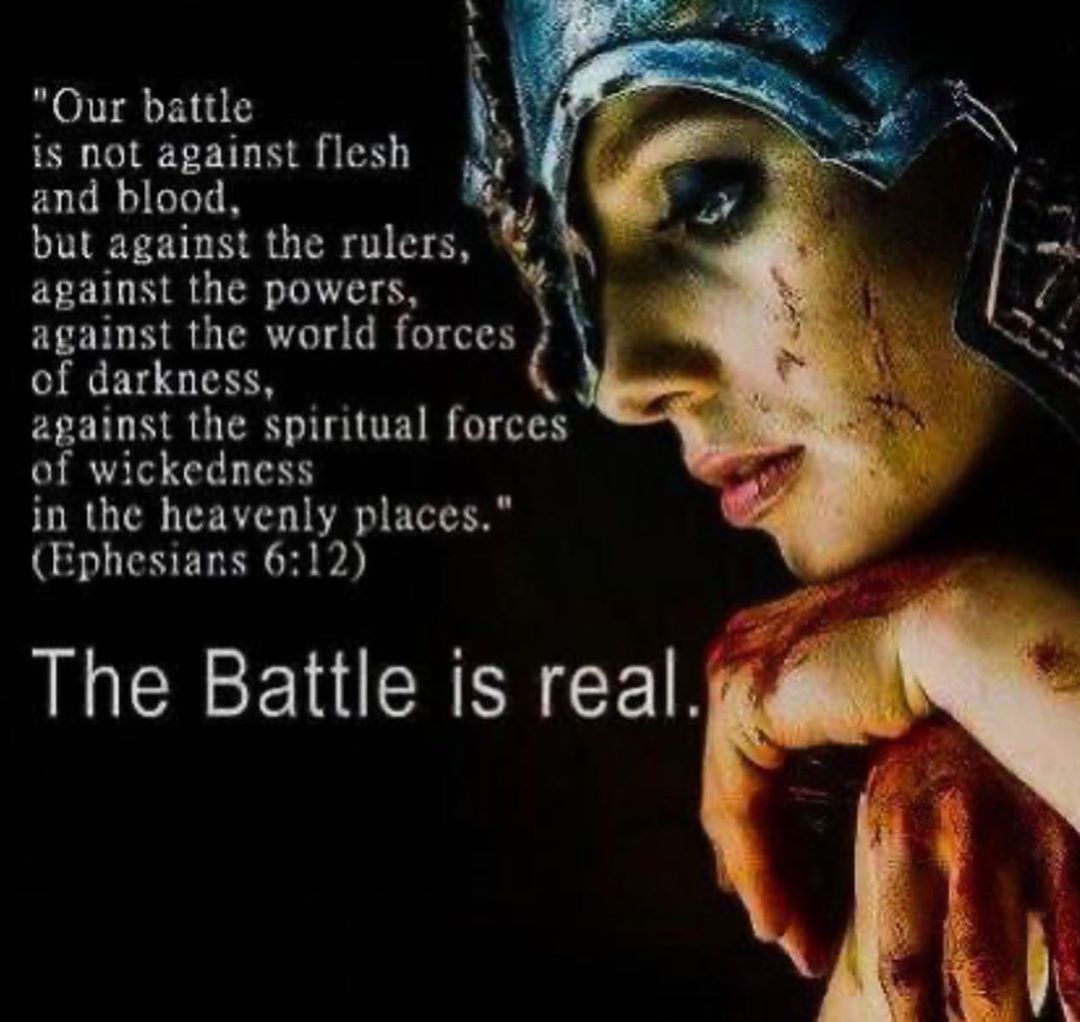 "Our battle
is not against flesh
and blood,
but against the rulers,
against the powers,
against the world forces
of darkness,
against the spiritual forces
of wickedness
in the heavenly places."
(Ephesians 6:12)
The Battle is real.